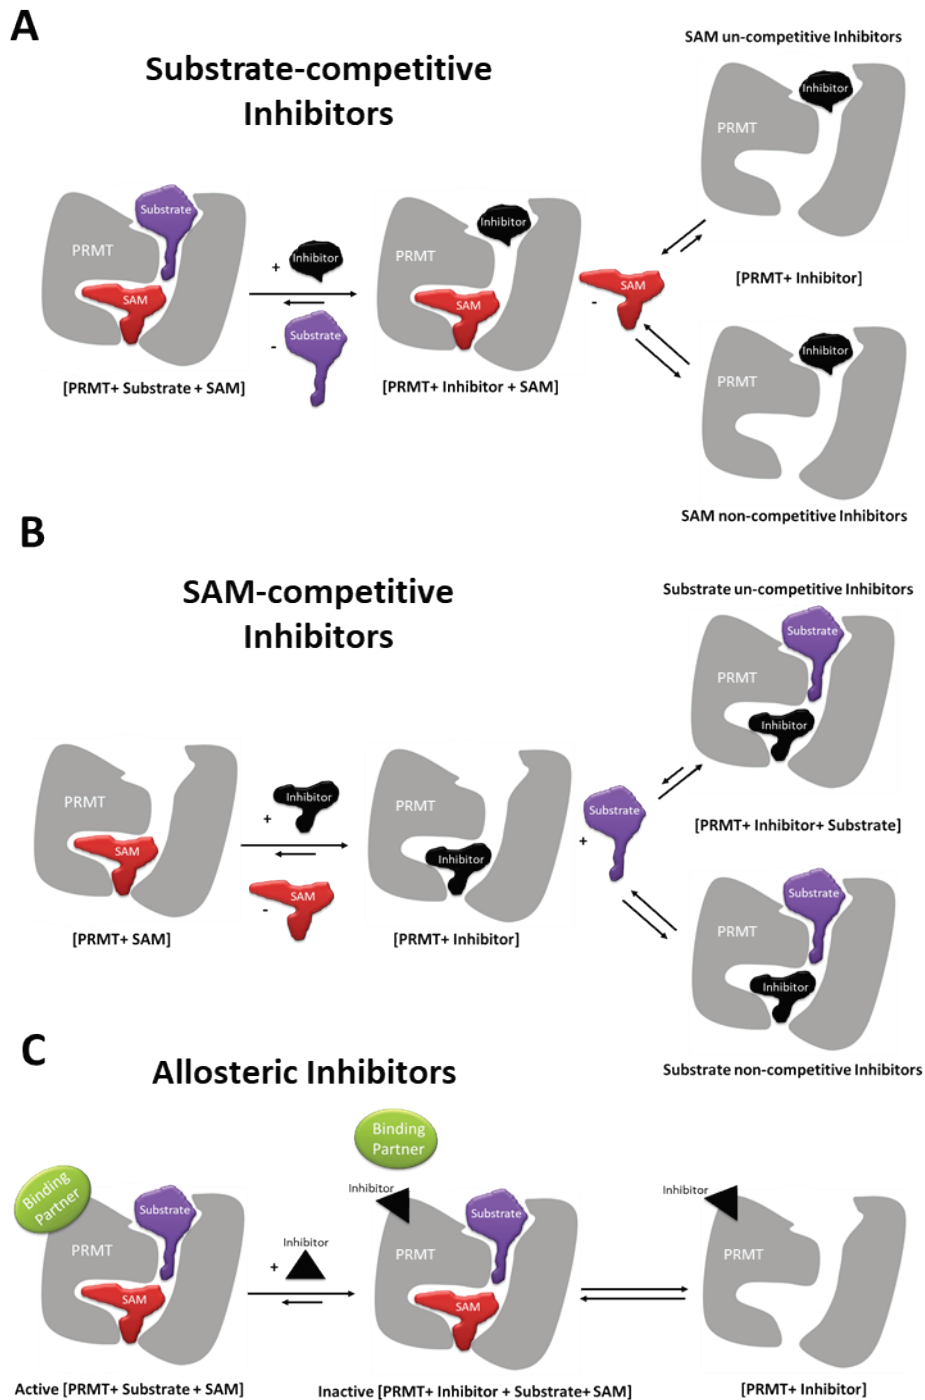 A
Substrate-competitive
Inhibitors
SAM un-competitive Inhibitors
Inhibitor
PRMT
Substrate
PRMT
SAM
[PRMT+ Substrate + SAM]
+
Inhibitor
-
Substrate
Inhibitor
PRMT
SAM
[PRMT+ Inhibitor + SAM]
-
SAM
[PRMT+ Inhibitor]
Inhibitor
PRMT
SAM non-competitive Inhibitors
B
SAM-competitive
Inhibitors
Substrate un-competitive Inhibitors
Substrate
PRMT
Inhibitor
[PRMT+ Inhibitor+ Substrate]
PRMT
SAM
[PRMT+ SAM]
+
Inhibitor
-
SAM
PRMT
Inhibitor
[PRMT+ Inhibitor]
+
Substrate
Substrate
PRMT
Inhibitor
Substrate non-competitive Inhibitors
C
Allosteric Inhibitors
Binding
Partner
Substrate
PRMT
SAM
Active [PRMT+ Substrate + SAM]
Inhibitor
+
Binding
Partner
Inhibitor
Substrate
PRMT
SAM
Inactive [PRMT+ Inhibitor + Substrate+ SAM]
Inhibitor
PRMT
[PRMT+ Inhibitor]